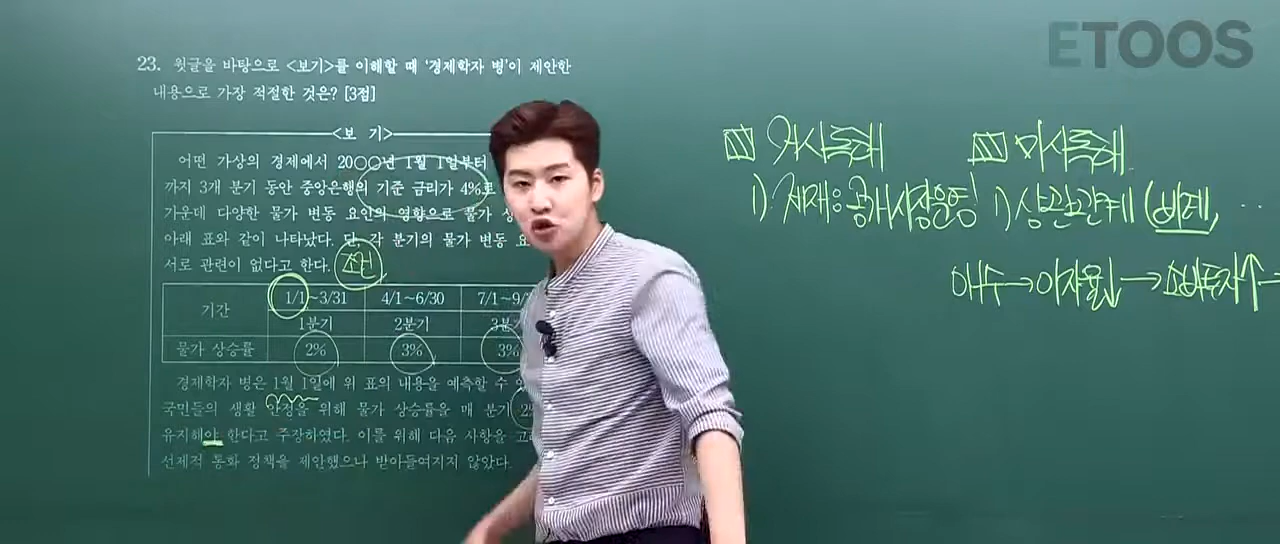 ETOOS
23. 윗글을 바탕으로 <보기>를 이해할 때 '경제학자 병'이 제안한
내용으로 가장 적절한 것은? [3점]
<보 기>
어떤 가상의 경제에서 20○○년 1월 1일부터
까지 3개 분기 동안 중앙은행의 기준 금리가 4%로
가운데 다양한 물가 변동 요인의 영향으로 물가
아래 표와 같이 나타났다. 단, 각 분기의 물가 변동
서로 관련이 없다고 한다. 조건
기간 1/1~3/31 4/1~6/30 7/1~9/
1분기 2분기 3분기
물가 상승률 2% 3% 3%
경제학자 병은 1월 1일에 위 표의 내용을 예측할 수
국민들의 생활 안정을 위해 물가 상승률을 매 분기
유지해야 한다고 주장하였다. 이를 위해 다음 사항을
선제적 통화 정책을 제안했으나 받아들여지지 않았다.
거시독해
1) 제재: 공개시장운영
미시독해
1) 상관관계 (비례, ...
매수→이자율↓→소비투자↑→